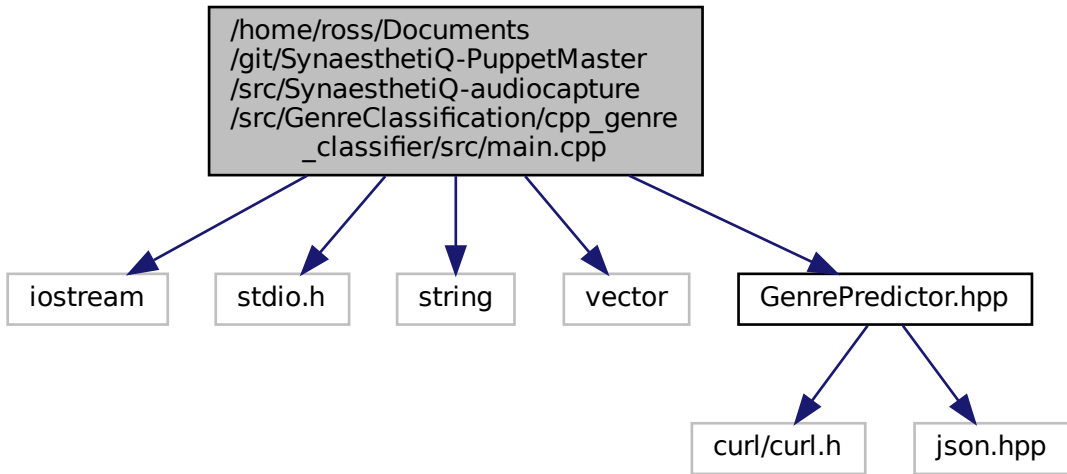 /home/ross/Documents
/git/SynaesthetiQ-PuppetMaster
/src/SynaesthetiQ-audiocapture
/src/GenreClassification/cpp_genre
_classifier/src/main.cpp
iostream
stdio.h
string
vector
GenrePredictor.hpp
curl/curl.h
json.hpp